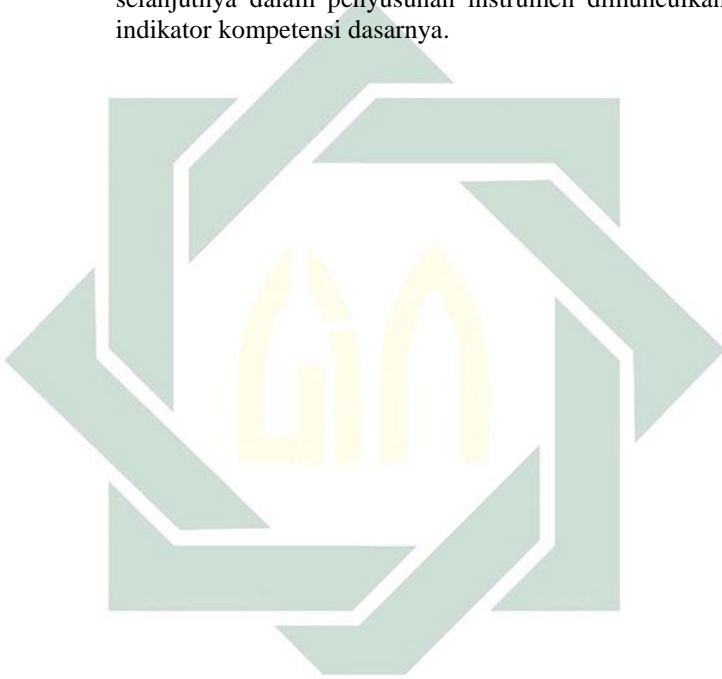 selanjutnya dalam penyusunan instrumen dimunculkan
indikator kompetensi dasarnya.